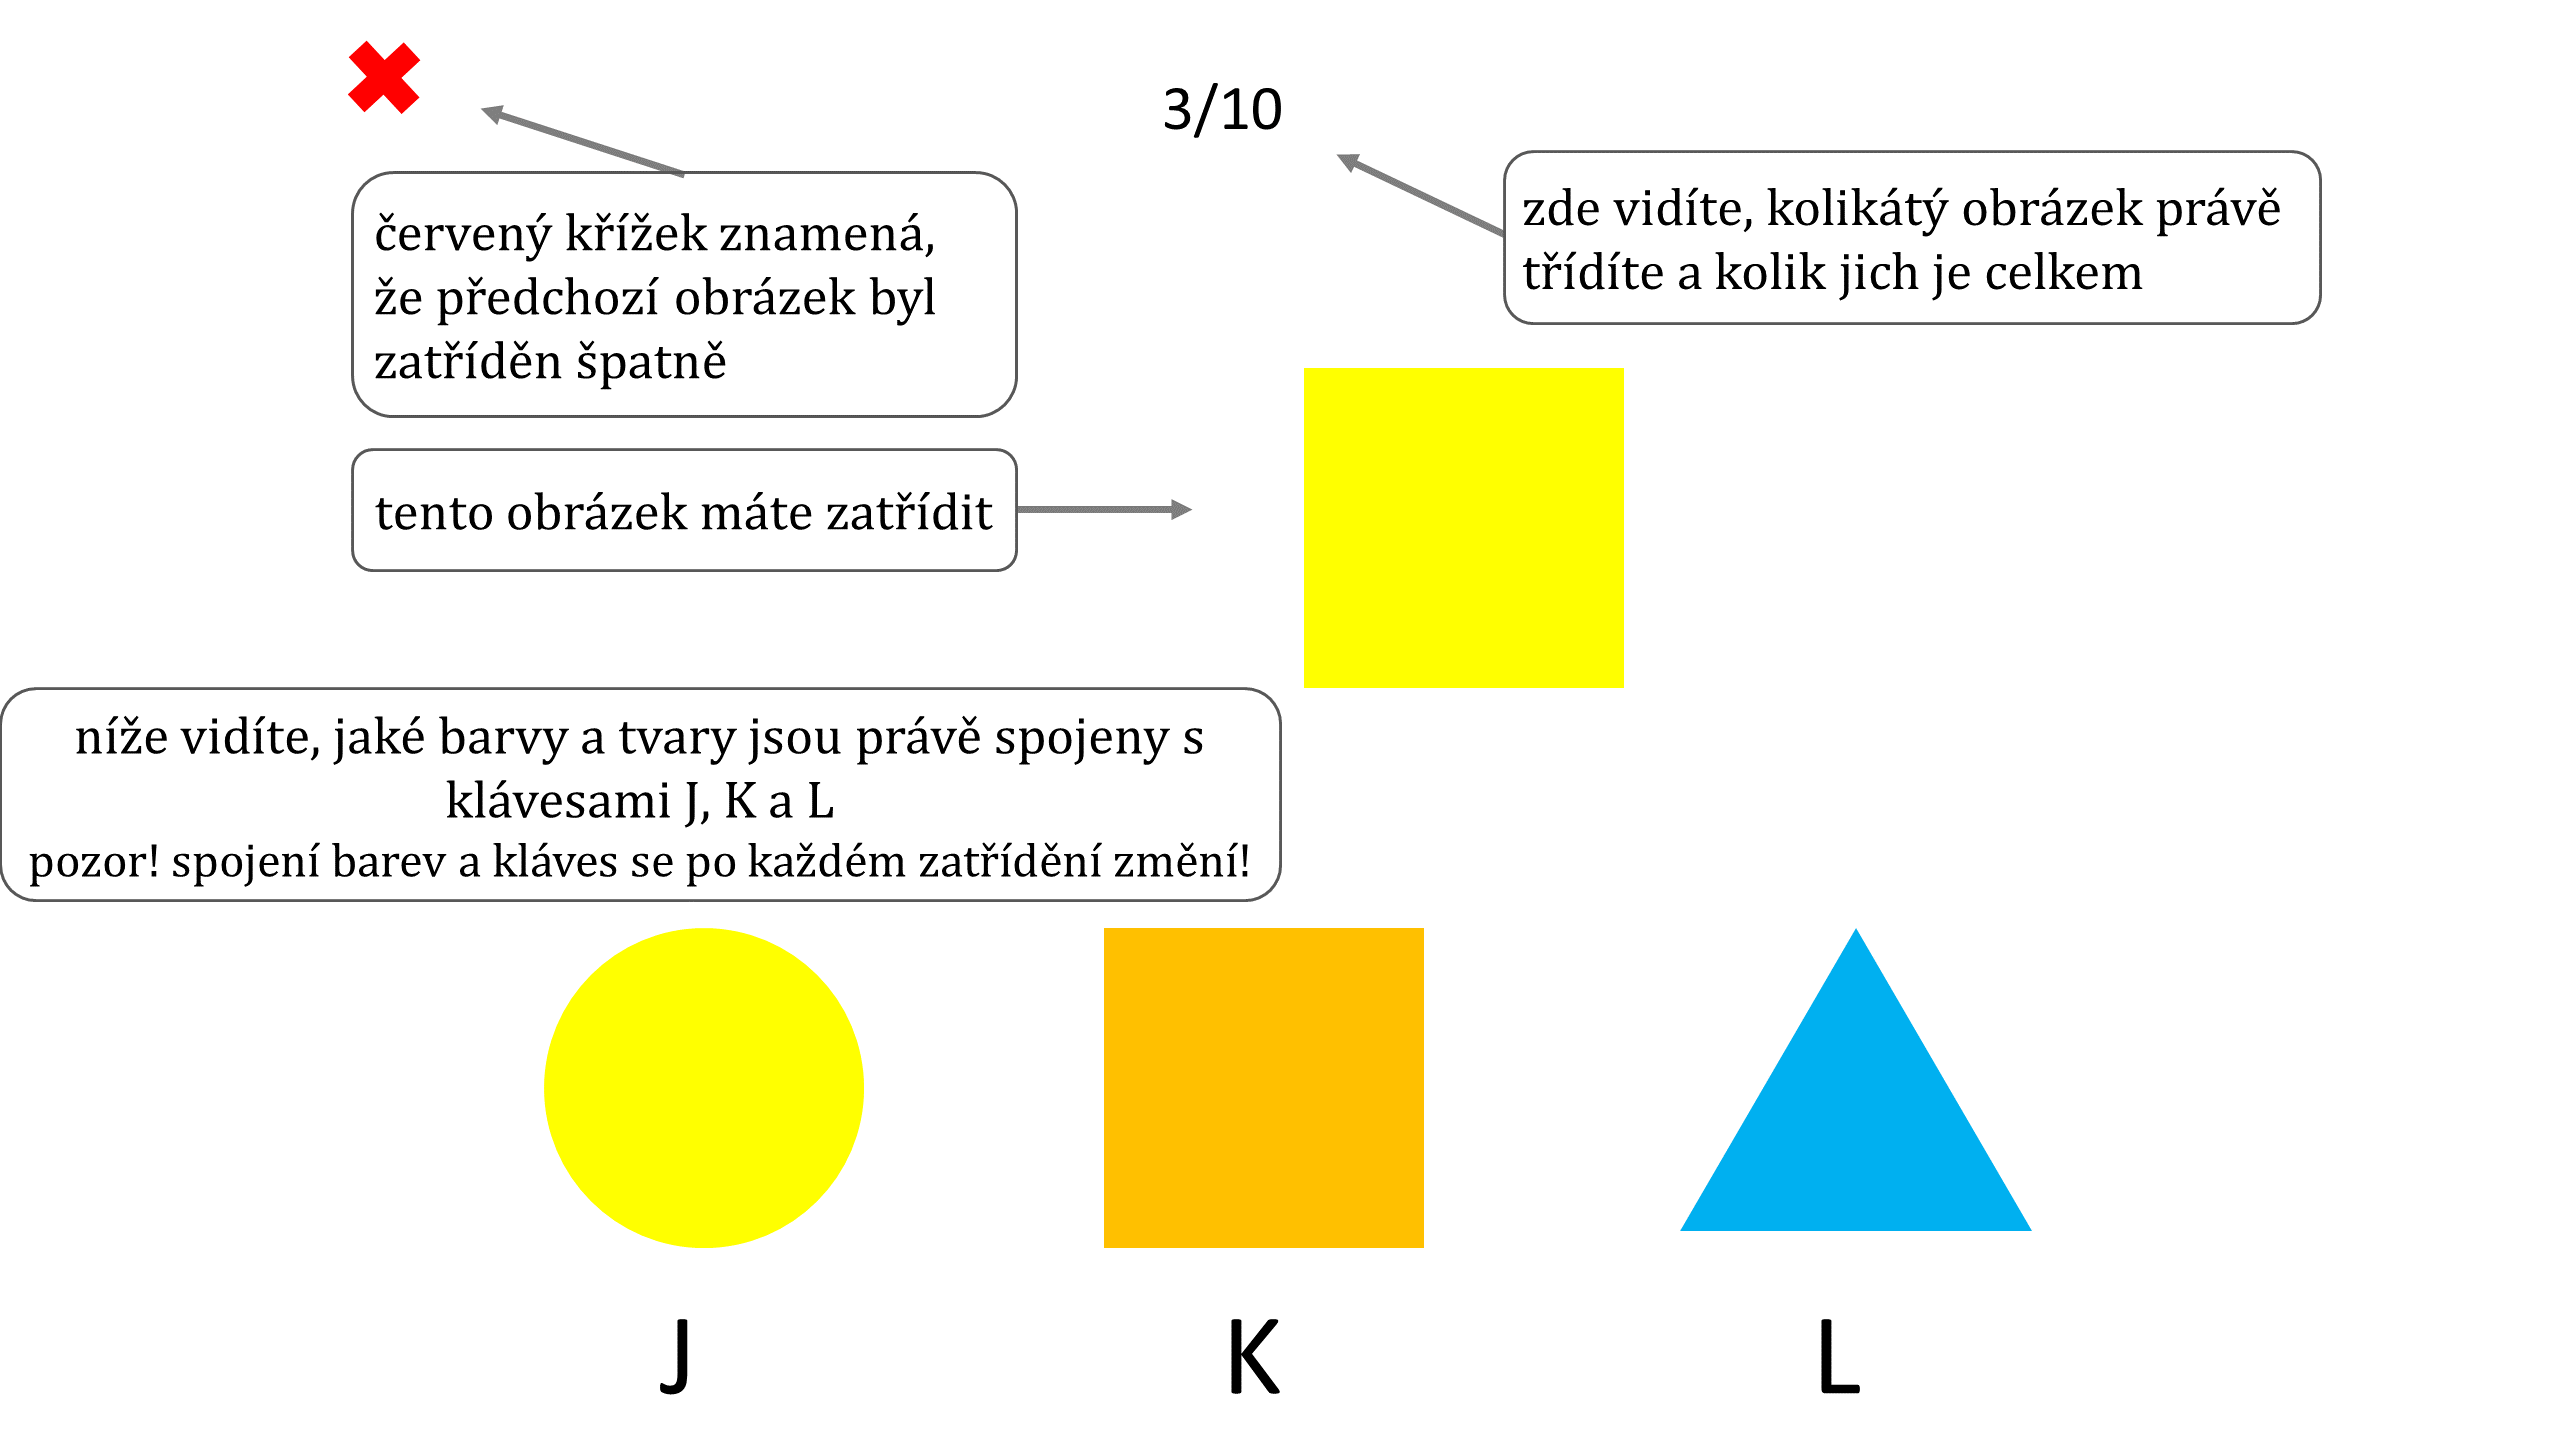 3/10
červený křížek znamená,
že předchozí obrázek byl
zatříděn špatně
zde vidíte, kolikátý obrázek právě
třídíte a kolik jich je celkem
tento obrázek máte zatřídit
níže vidíte, jaké barvy a tvary jsou právě spojeny s
klávesami J, K a L
pozor! spojení barev a kláves se po každém zatřídění změní!
J
K
L